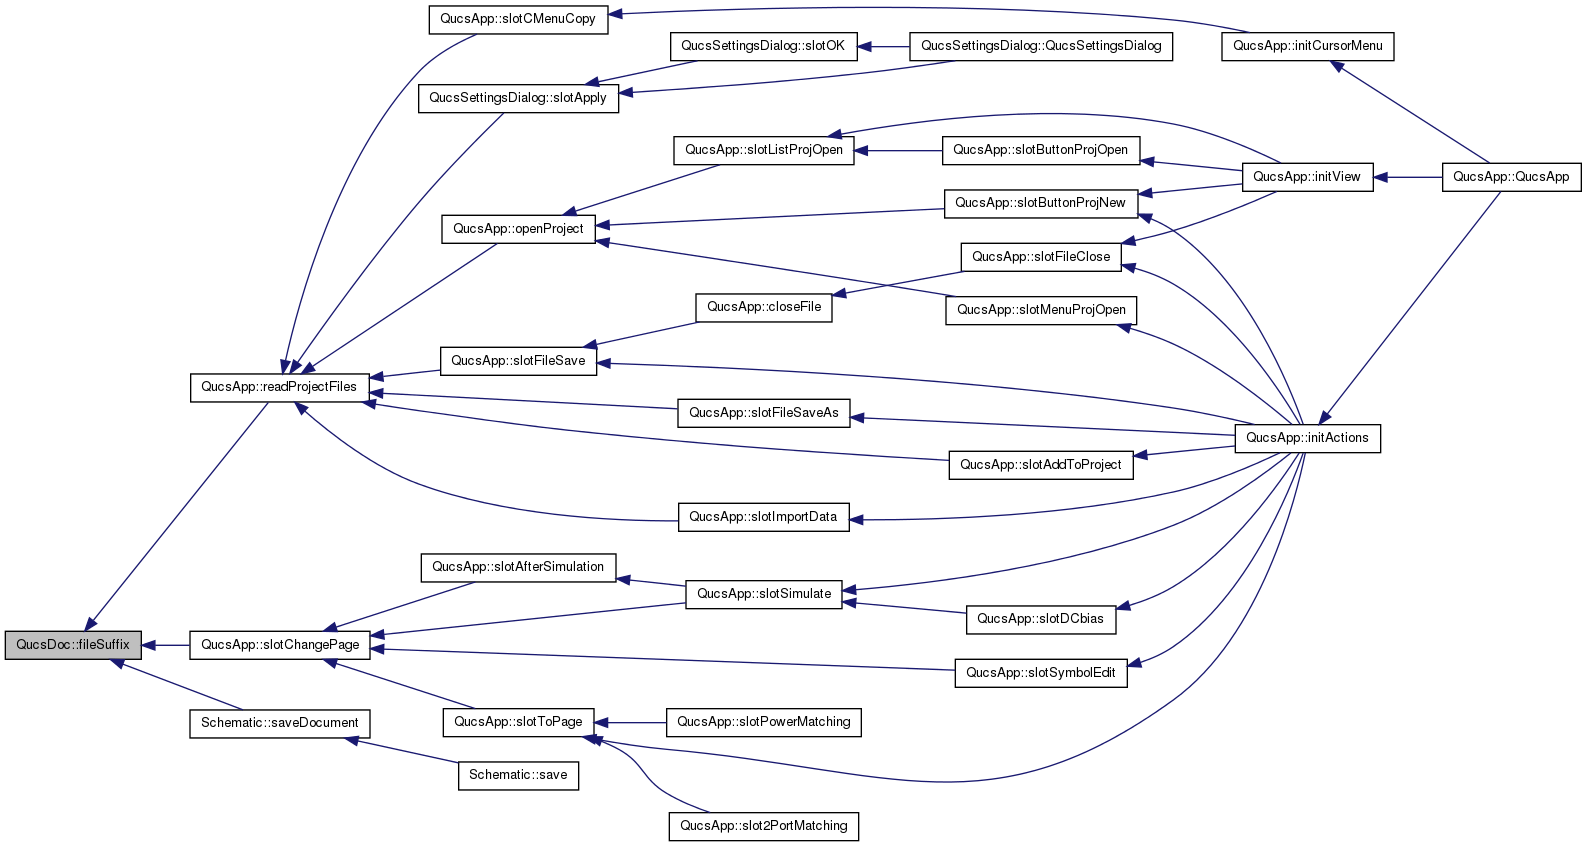 QucsApp::slotCMenuCopy
QucsSettingsDialog::slotOK
QucsSettingsDialog::QucsSettingsDialog
QucsApp::initCursorMenu
QucsSettingsDialog::slotApply
QucsApp::slotListProjOpen
QucsApp::slotButtonProjOpen
QucsApp::initView
QucsApp::QucsApp
QucsApp::slotButtonProjNew
QucsApp::openProject
QucsApp::slotFileClose
QucsApp::closeFile
QucsApp::slotMenuProjOpen
QucsApp::slotFileSave
QucsApp::readProjectFiles
QucsApp::slotFileSaveAs
QucsApp::initActions
QucsApp::slotAddToProject
QucsApp::slotImportData
QucsApp::slotAfterSimulation
QucsApp::slotSimulate
QucsApp::slotDCbias
QucsDoc::fileSuffix
QucsApp::slotChangePage
QucsApp::slotSymbolEdit
Schematic::saveDocument
QucsApp::slotToPage
QucsApp::slotPowerMatching
Schematic::save
QucsApp::slot2PortMatching